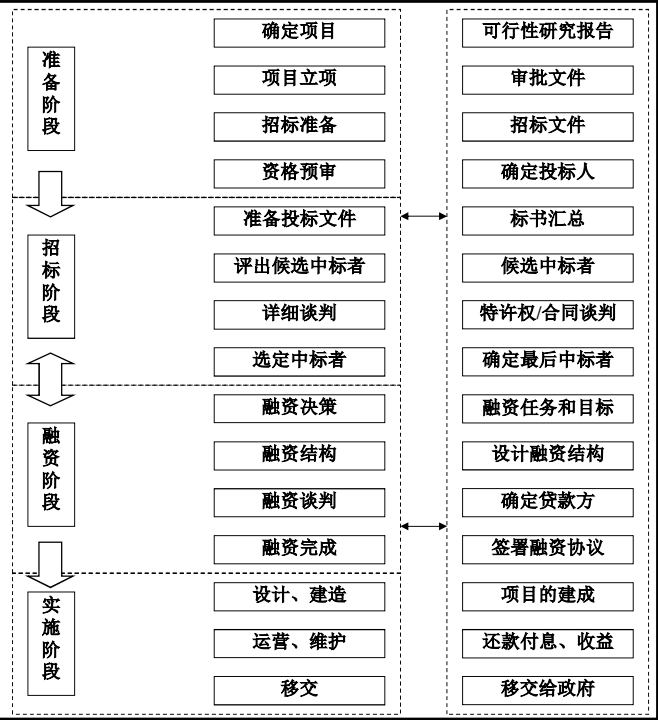 准备阶段
确定项目
可行性研究报告
项目立项
审批文件
招标准备
招标文件
资格预审
确定投标人
招标阶段
准备投标文件
标书汇总
评出候选中标者
候选中标者
详细谈判
特许权/合同谈判
选定中标者
确定最后中标者
融资阶段
融资决策
融资任务和目标
融资结构
设计融资结构
融资谈判
确定贷款方
融资完成
签署融资协议
实施阶段
设计、建造
项目的建成
运营、维护
还款付息、收益
移交
移交给政府